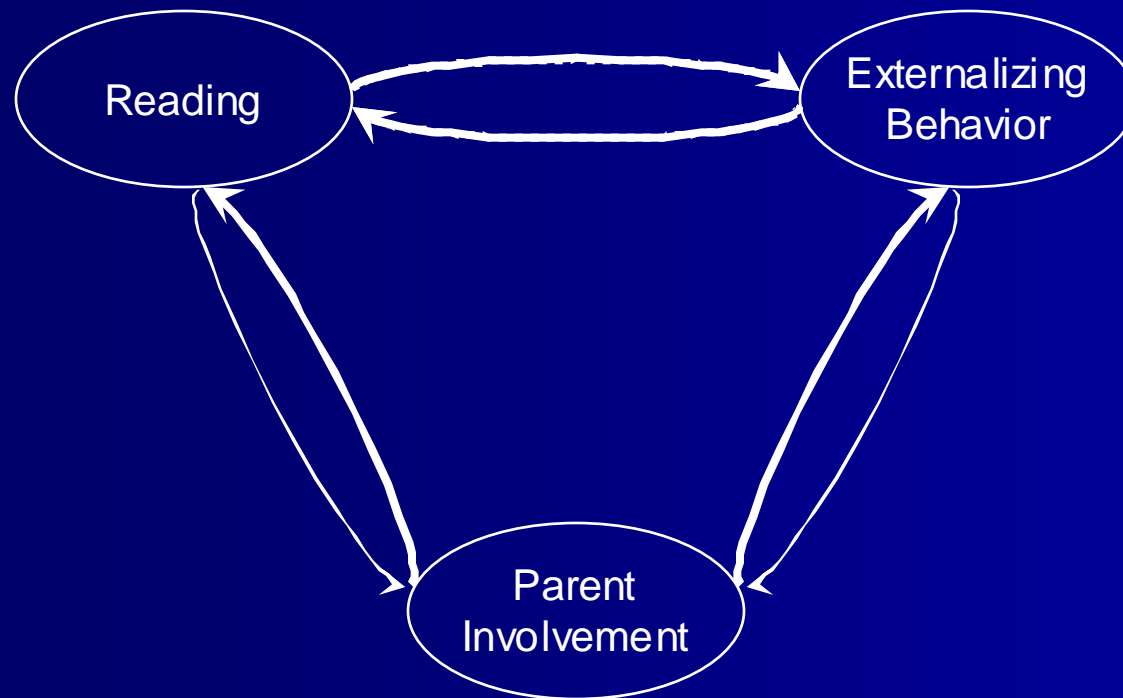 Reading
Externalizing
Behavior
Parent
Involvement